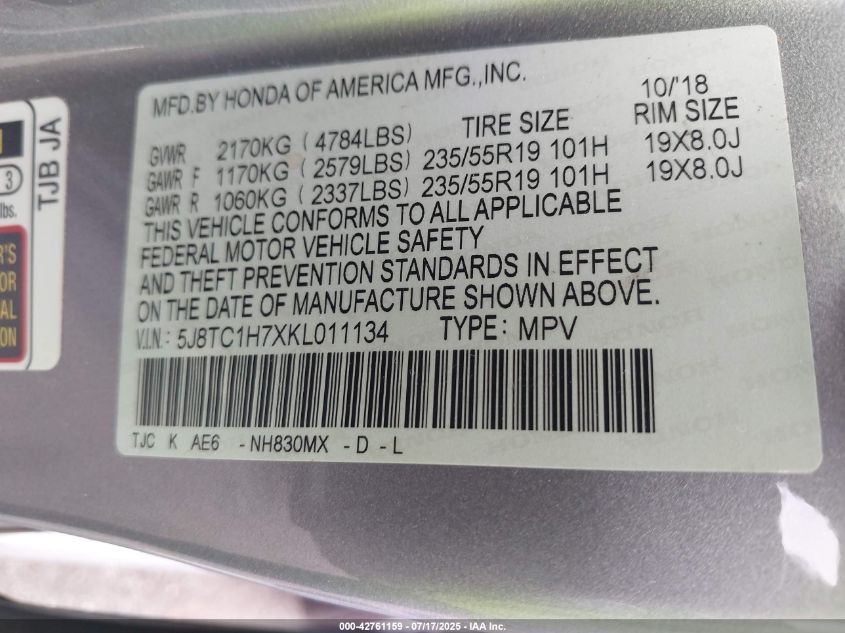 MFD.BY HONDA OF AMERICA MFG.,INC.
10/'18
TIRE SIZE RIM SIZE
GVWR 2170KG ( 4784LBS)
GAWR F 1170KG ( 2579LBS) 235/55R19 101H 19X8.0J
GAWR R 1060KG ( 2337LBS) 235/55R19 101H 19X8.0J
THIS VEHICLE CONFORMS TO ALL APPLICABLE
FEDERAL MOTOR VEHICLE SAFETY
AND THEFT PREVENTION STANDARDS IN EFFECT
ON THE DATE OF MANUFACTURE SHOWN ABOVE.
V.I.N.: 5J8TC1H7XKL011134 TYPE: MPV
TJC K AE6 -NH830MX -D -L
TJB JA
3
lbs.
000-42761159 - 07/17/2025 - IAA Inc.